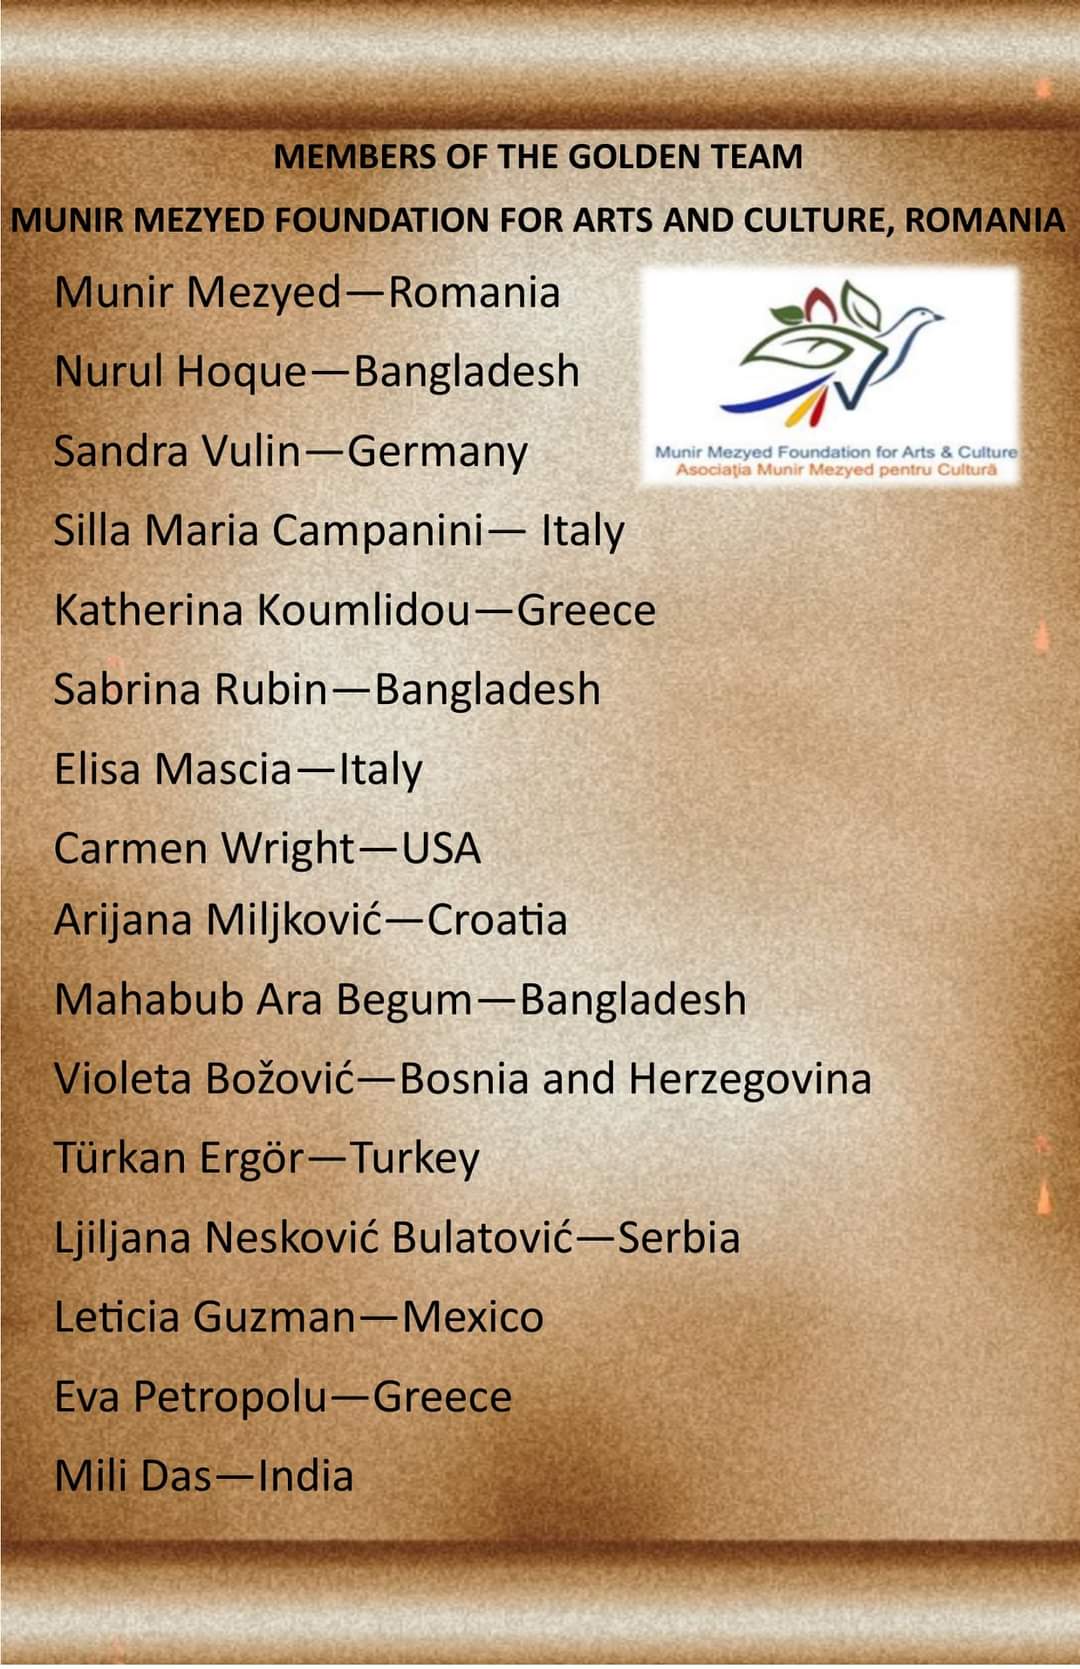 MEMBERS OF THE GOLDEN TEAM
MUNIR MEZYED FOUNDATION FOR ARTS AND CULTURE, ROMANIA
Munir Mezyed—Romania
Nurul Hoque—Bangladesh
Sandra Vulin—Germany
Munir Mezyed Foundation for Arts & Culture
Asociaţia Munir Mezyed pentru Cultură
Silla Maria Campanini— Italy
Katherina Koumlidou—Greece
Sabrina Rubin—Bangladesh
Elisa Mascia—Italy
Carmen Wright—USA
Arijana Miljković—Croatia
Mahabub Ara Begum—Bangladesh
Violeta Božović—Bosnia and Herzegovina
Türkan Ergör—Turkey
Ljiljana Nesković Bulatović—Serbia
Leticia Guzman—Mexico
Eva Petropolu—Greece
Mili Das—India